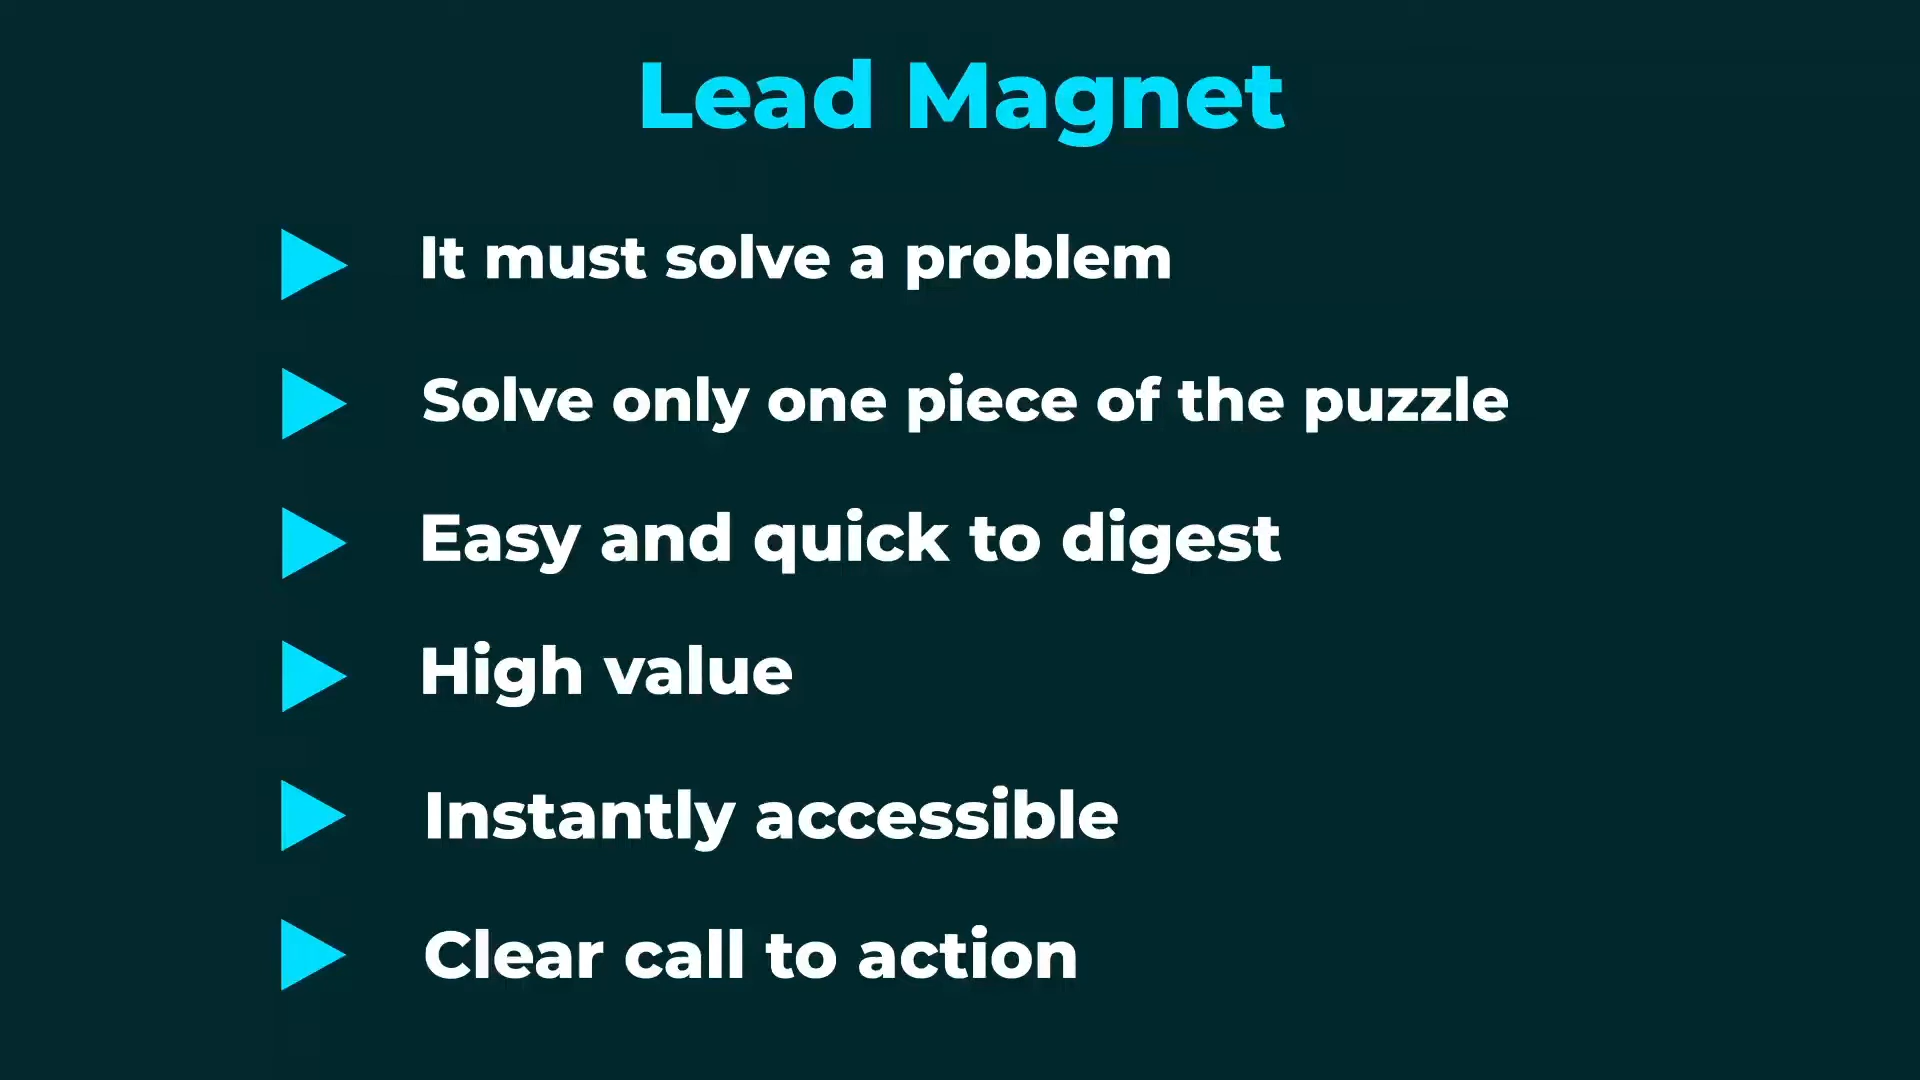 Lead Magnet
It must solve a problem
Solve only one piece of the puzzle
Easy and quick to digest
High value
Instantly accessible
Clear call to action